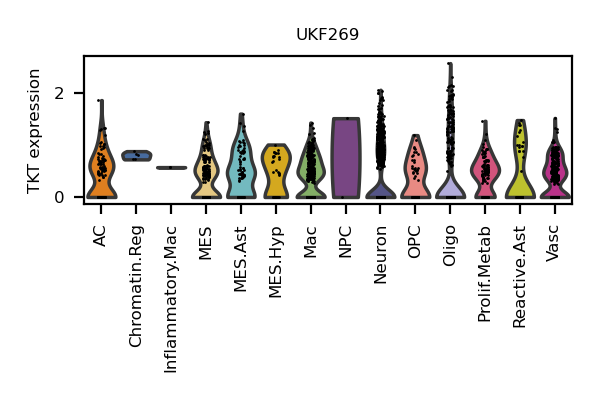 UKF269
TKT expression
2
0
AC
Chromatin.Reg
Inflammatory.Mac
MES
MES.Ast
MES.Hyp
Mac
NPC
Neuron
OPC
Oligo
Prolif.Metab
Reactive.Ast
Vasc